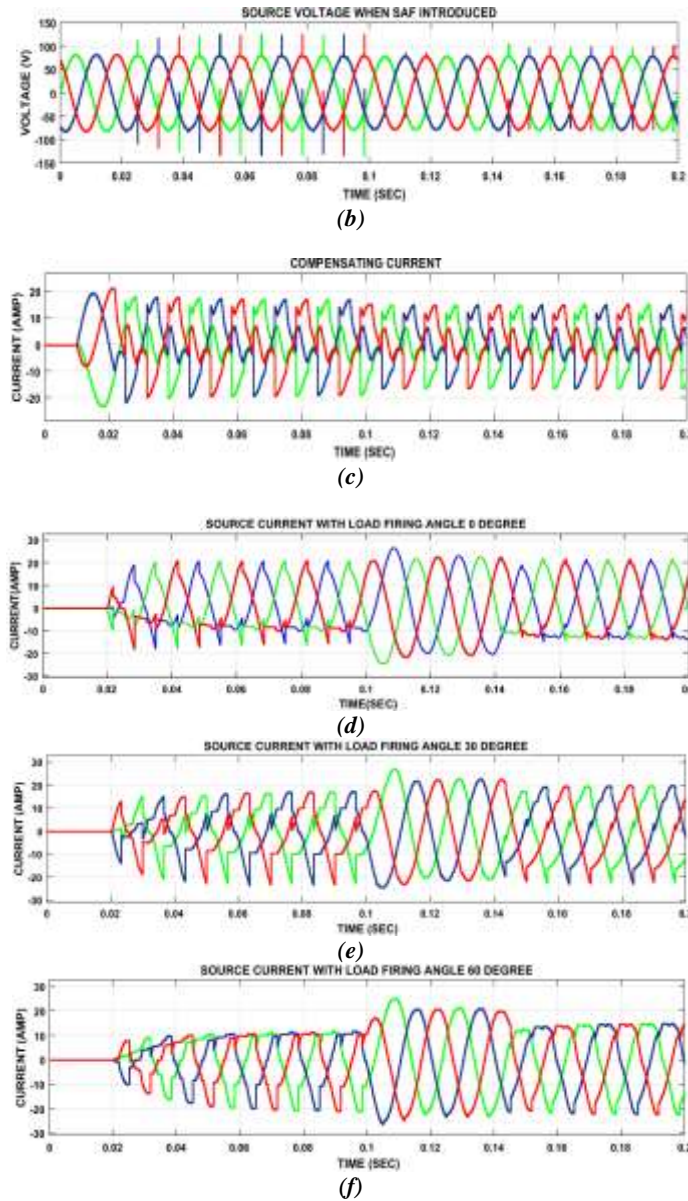 SOURCE VOLTAGE WHEN SAF INTRODUCED
VOLTAGE (V)
150
100
50
0
-50
-100
-150
0 0.02 0.04 0.06 0.08 0.1 0.12 0.14 0.16 0.18 0.2
TIME (SEC)
(b)
COMPENSATING CURRENT
CURRENT (AMP)
20
10
0
-10
-20
0 0.02 0.04 0.06 0.08 0.1 0.12 0.14 0.16 0.18 0.2
TIME (SEC)
(c)
SOURCE CURRENT WITH LOAD FIRING ANGLE 0 DEGREE
CURRENT(AMP)
30
20
10
0
-10
-20
-30
0 0.02 0.04 0.06 0.08 0.1 0.12 0.14 0.16 0.18 0.
TIME(SEC)
(d)
SOURCE CURRENT WITH LOAD FIRING ANGLE 30 DEGREE
CURRENT (AMP)
30
20
10
0
-10
-20
-30
0 0.02 0.04 0.06 0.08 0.1 0.12 0.14 0.16 0.18 0.2
TIME (SEC)
(e)
SOURCE CURRENT WITH LOAD FIRING ANGLE 60 DEGREE
CURRENT (AMP)
30
20
10
0
-10
-20
-30
0 0.02 0.04 0.06 0.08 0.1 0.12 0.14 0.16 0.18 0.2
TIME (SEC)
(f)